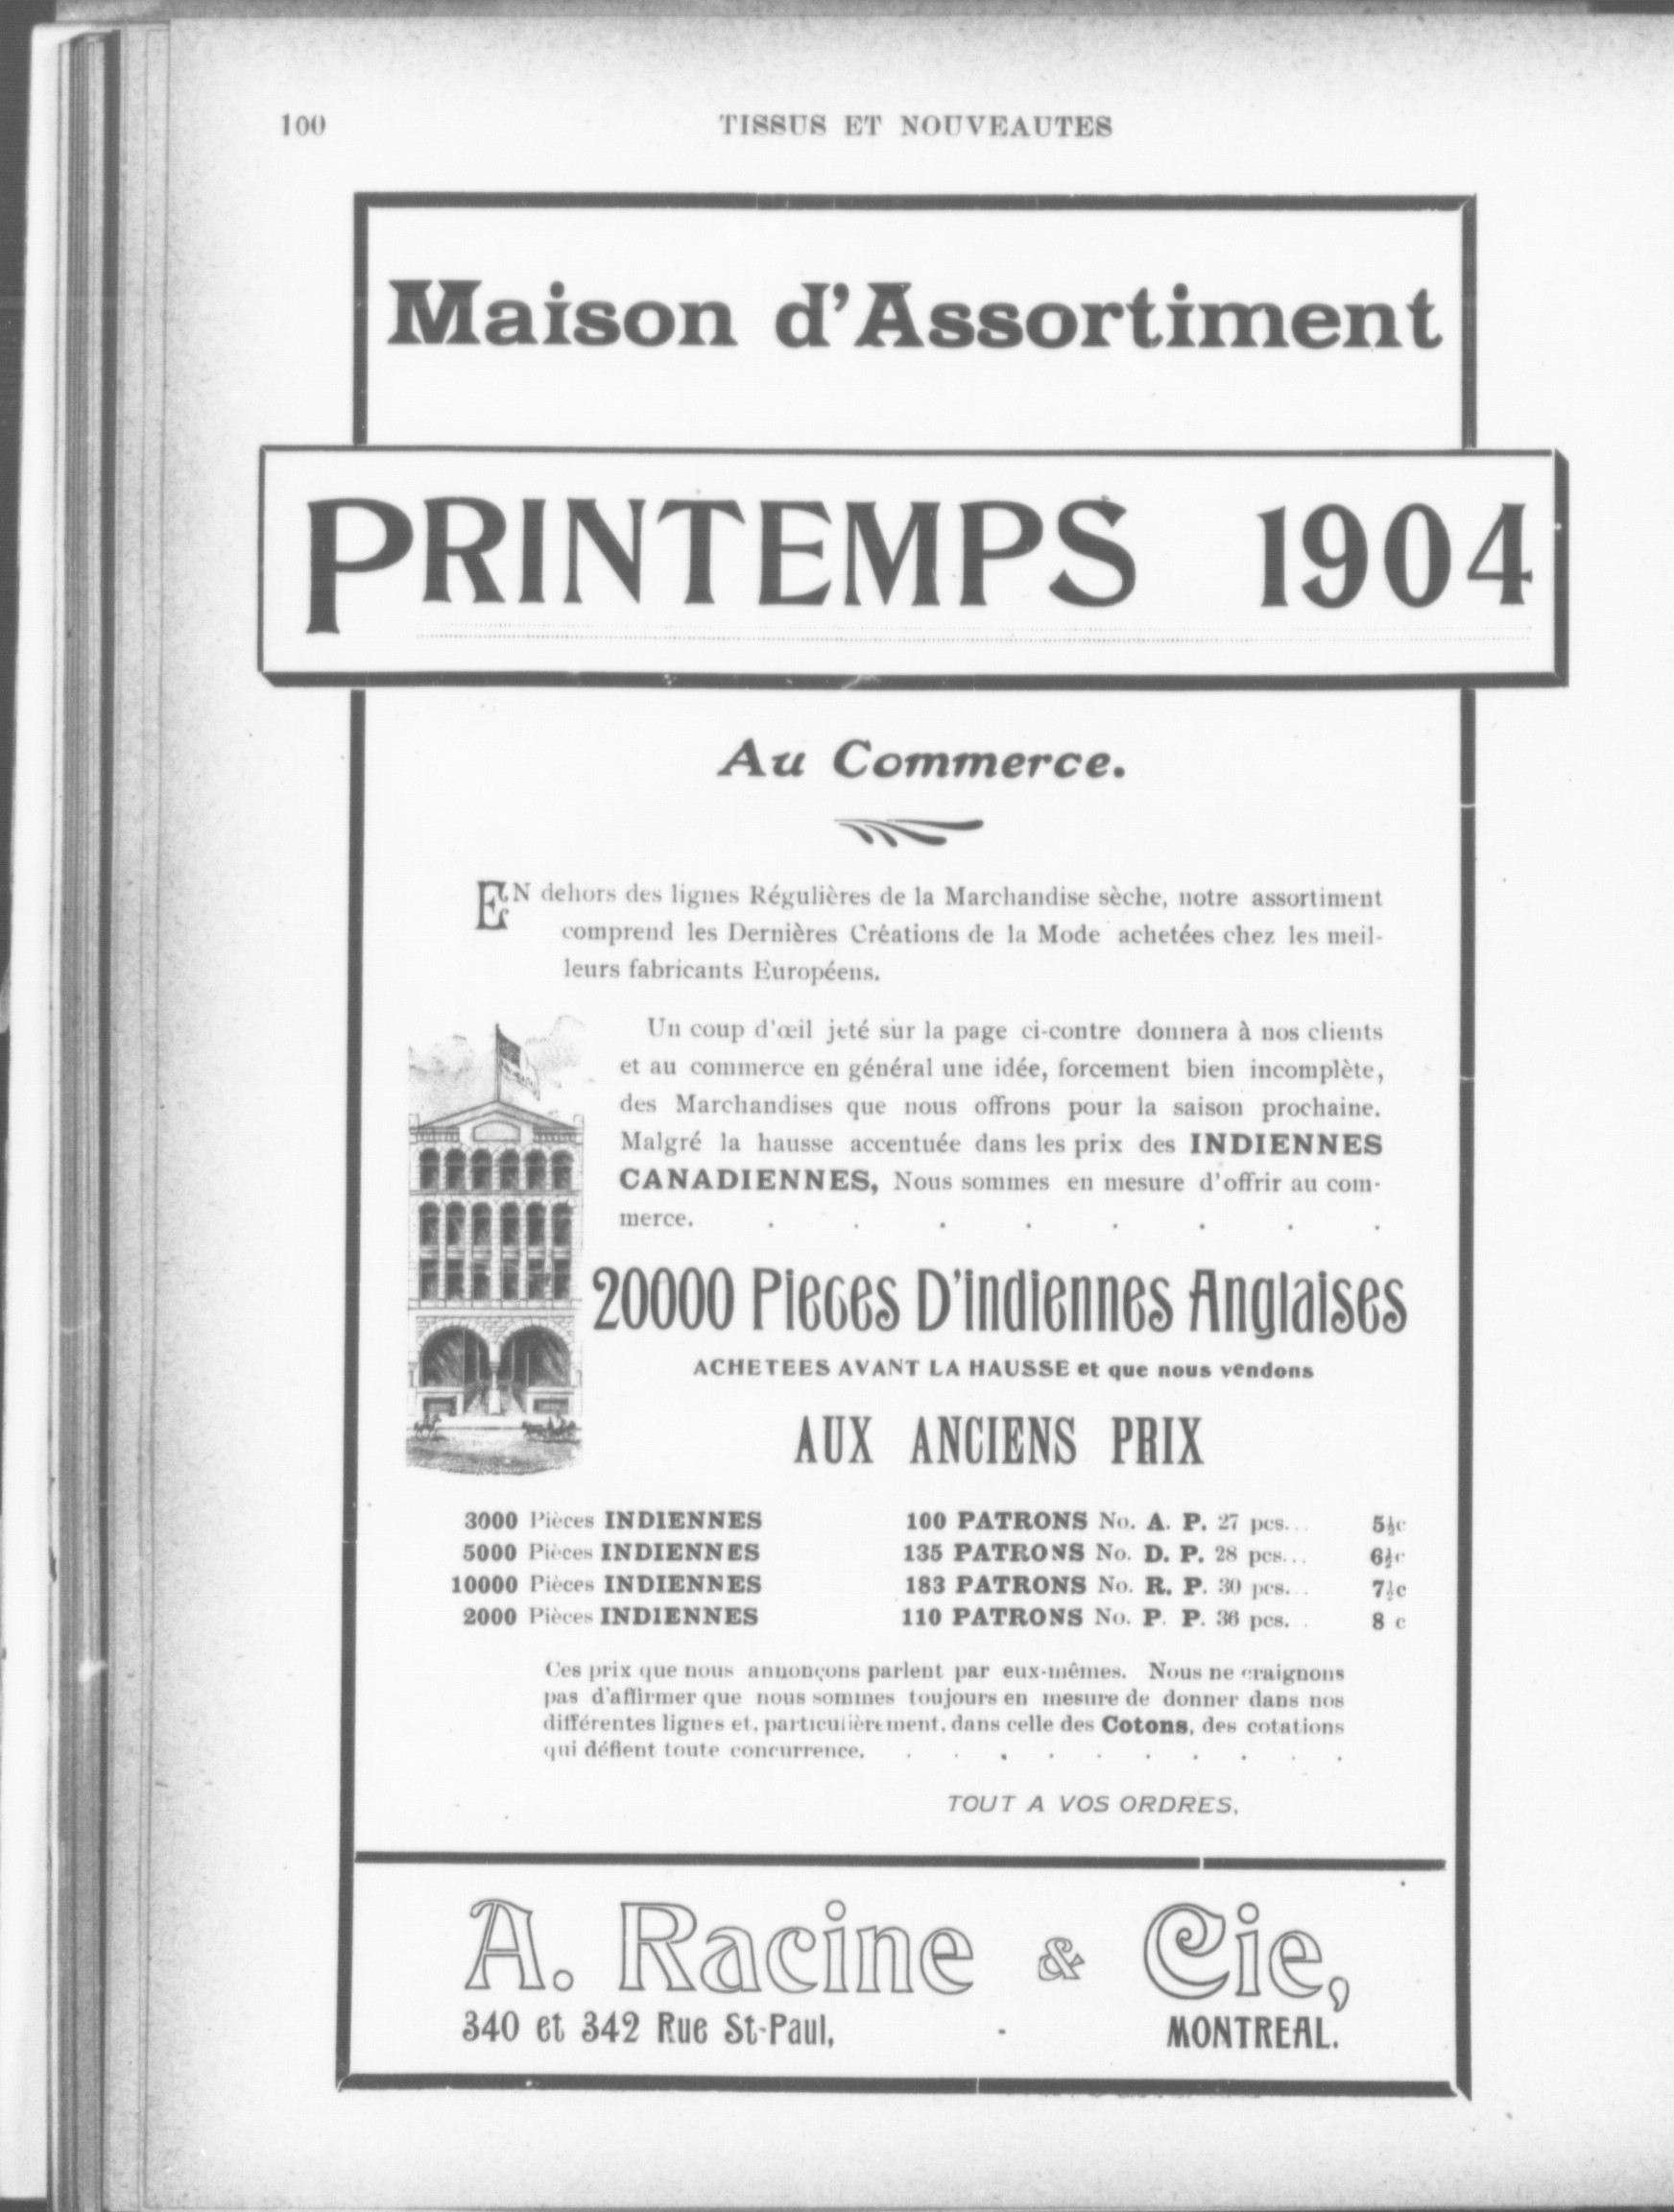 100
TISSUS ET NOUVEAUTES
Maison d'Assortiment
PRINTEMPS 1904
Au Commerce.
EN dehors des lignes Régulières de la Marchandise sèche, notre assortiment
comprend les Dernières Créations de la Mode achetées chez les meil-
leurs fabricants Européens.
Un coup d'œil jeté sur la page ci-contre donnera à nos clients
et au commerce en général une idée, forcement bien incomplète,
des Marchandises que nous offrons pour la saison prochaine.
Malgré la hausse accentuée dans les prix des INDIENNES
CANADIENNES, Nous sommes en mesure d'offrir au com-
merce. . . . . . . . .
20000 Pieces D'indiennes Anglaises
ACHETEES AVANT LA HAUSSE et que nous vendons
AUX ANCIENS PRIX
3000 Pièces INDIENNES 100 PATRONS No. A. P. 27 pcs... 5½c
5000 Pièces INDIENNES 135 PATRONS No. D. P. 28 pcs... 6½c
10000 Pièces INDIENNES 183 PATRONS No. R. P. 30 pcs... 7½c
2000 Pièces INDIENNES 110 PATRONS No. P. P. 36 pcs... 8 c
Ces prix que nous annonçons parlent par eux-mêmes. Nous ne craignons
pas d'affirmer que nous sommes toujours en mesure de donner dans nos
différentes lignes et, particulièrement, dans celle des Cotons, des cotations
qui défient toute concurrence. . . . . . . . . . .
TOUT A VOS ORDRES,
A. Racine & Cie,
340 et 342 Rue St-Paul, - MONTREAL.